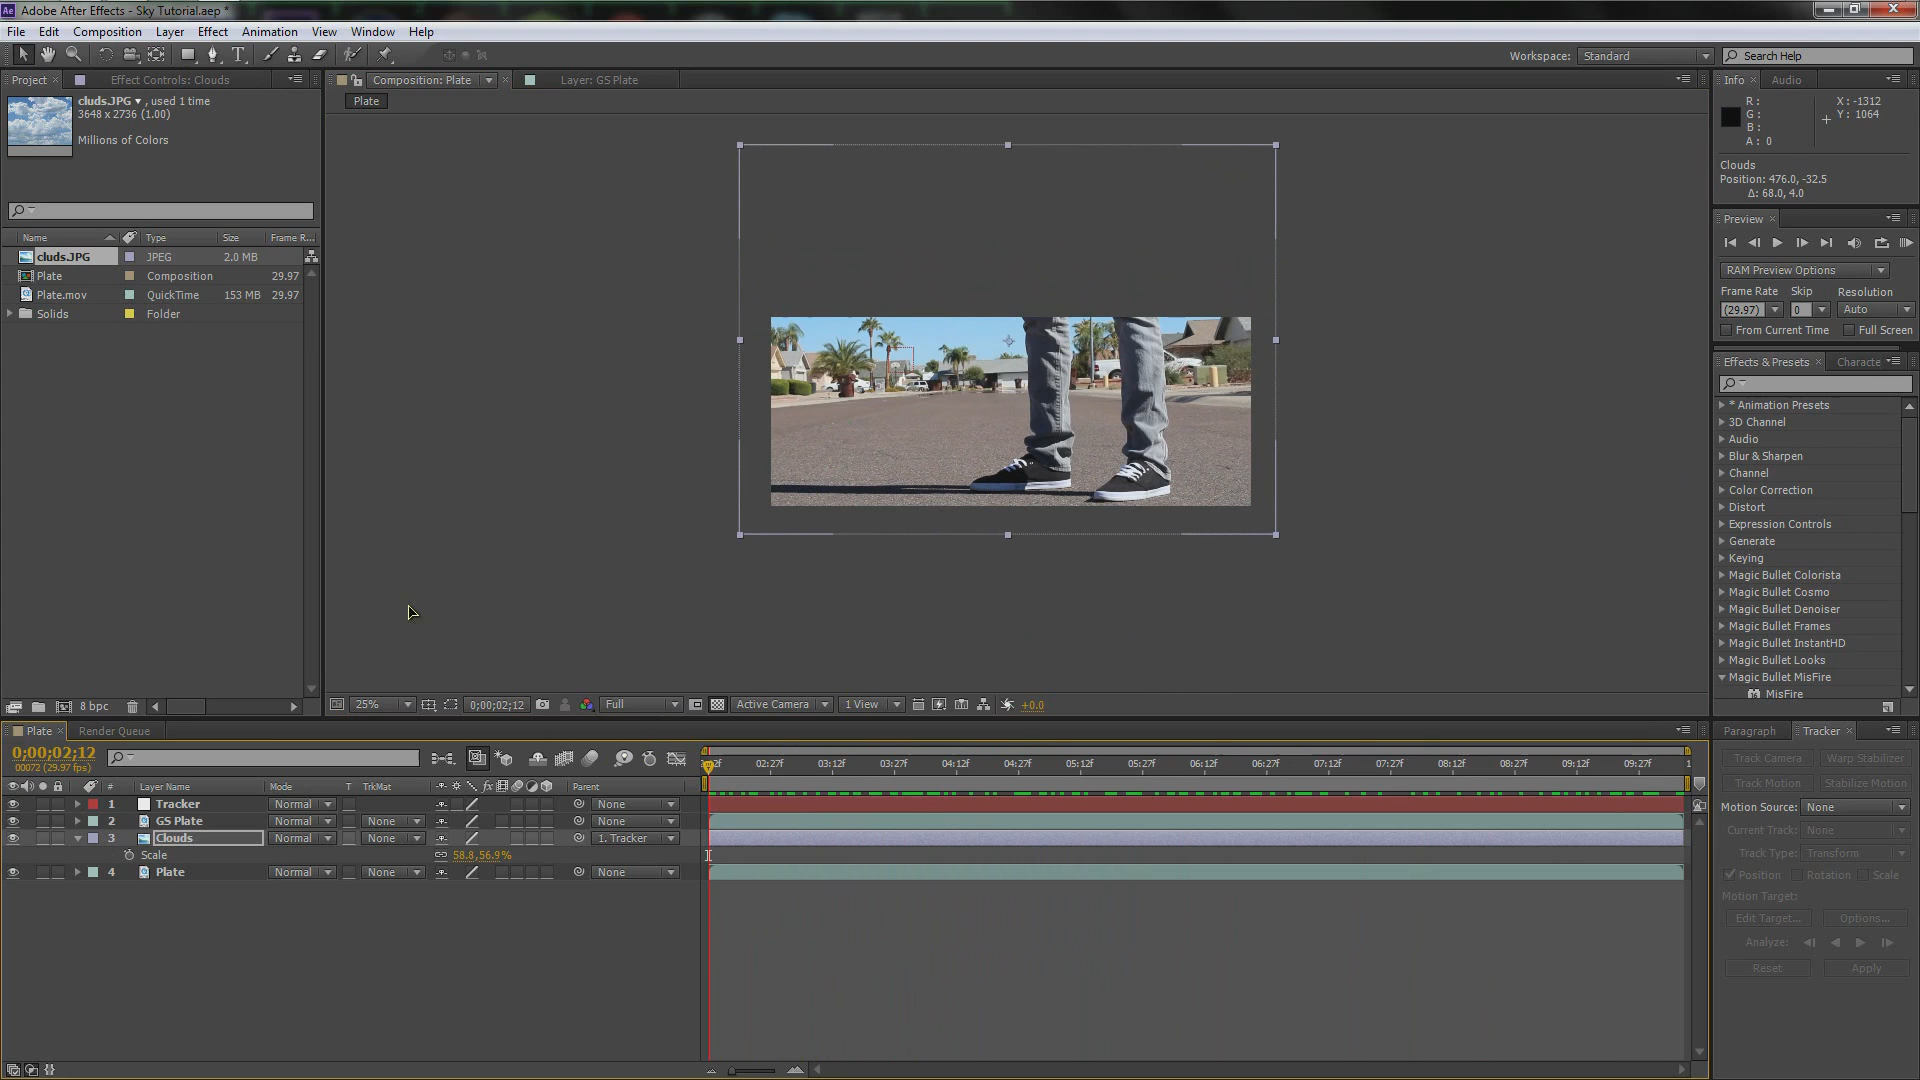 Ae Adobe After Effects - Sky Tutorial.aep *
File Edit Composition Layer Effect Animation View Window Help
Workspace: Standard Search Help
Project × Effect Controls: Clouds
Composition: Plate × Layer: GS Plate
Plate
cluds.JPG ▼ , used 1 time
3648 x 2736 (1.00)
Millions of Colors
Name Type Size Frame R...
cluds.JPG JPEG 2.0 MB
Plate Composition 29.97
Plate.mov QuickTime 153 MB 29.97
Solids Folder
8 bpc
25% 0;00;02;12 Full Active Camera 1 View +0.0
Info × Audio
R :
G :
B :
A : 0
X : -1312
Y : 1064
Clouds
Position: 476.0, -32.5
Δ: 68.0, 4.0
Preview ×
RAM Preview Options
Frame Rate Skip Resolution
(29.97) 0 Auto
From Current Time Full Screen
Effects & Presets × Characte
* Animation Presets
3D Channel
Audio
Blur & Sharpen
Channel
Color Correction
Distort
Expression Controls
Generate
Keying
Magic Bullet Colorista
Magic Bullet Cosmo
Magic Bullet Denoiser
Magic Bullet Frames
Magic Bullet InstantHD
Magic Bullet Looks
Magic Bullet MisFire
MisFire
Plate × Render Queue
0;00;02;12
00072 (29.97 fps)
# Layer Name Mode T TrkMat fx Parent
1 Tracker Normal None
2 GS Plate Normal None None
3 Clouds Normal None 1. Tracker
Scale 58.8,56.9%
4 Plate Normal None None
02:27f 03:12f 03:27f 04:12f 04:27f 05:12f 05:27f 06:12f 06:27f 07:12f 07:27f 08:12f 08:27f 09:12f 09:27f 1
Paragraph Tracker ×
Track Camera Warp Stabilizer
Track Motion Stabilize Motion
Motion Source: None
Current Track: None
Track Type: Transform
Position Rotation Scale
Motion Target:
Edit Target... Options...
Analyze:
Reset Apply